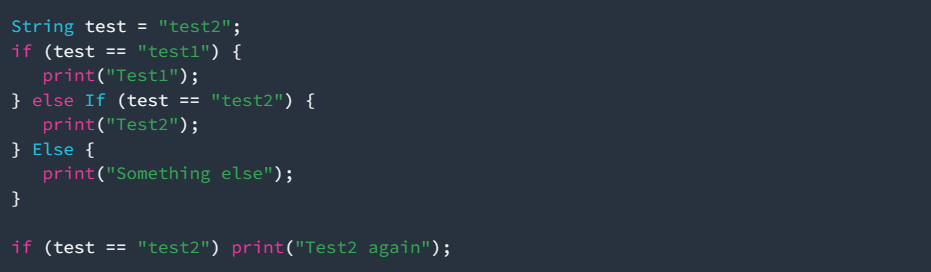 String test = "test2";
if (test == "test1") {
   print("Test1");
} else If (test == "test2") {
   print("Test2");
} Else {
   print("Something else");
}

if (test == "test2") print("Test2 again");